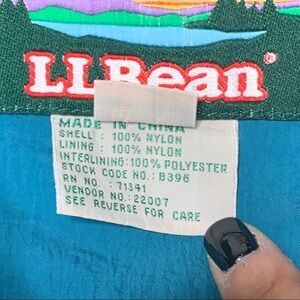 LLBean®
MADE IN CHINA
SHELL : 100% NYLON
LINING : 100% NYLON
INTERLINING:100% POLYESTER
STOCK CODE NO.: B396
RN NO. : 71341
VENDOR NO.: 22007
SEE REVERSE FOR CARE